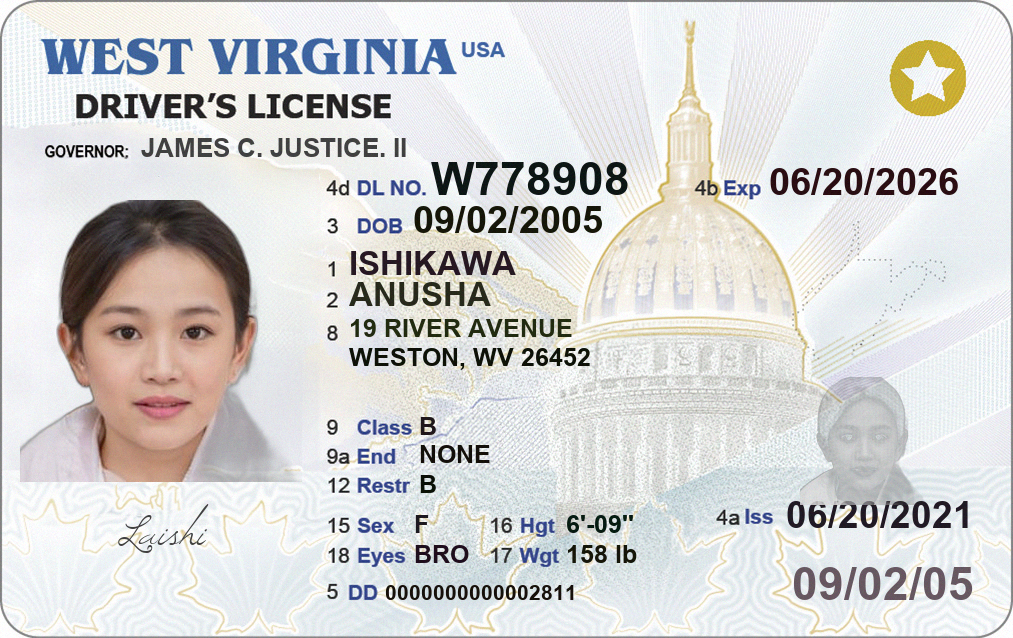 WEST VIRGINIA USA
DRIVER'S LICENSE
GOVERNOR: JAMES C. JUSTICE. II
4d DL NO. W778908 4b Exp 06/20/2026
3 DOB 09/02/2005
1 ISHIKAWA
2 ANUSHA
8 19 RIVER AVENUE
WESTON, WV 26452
9 Class B
9a End NONE
12 Restr B
15 Sex F 16 Hgt 6'-09"
4a Iss 06/20/2021
18 Eyes BRO 17 Wgt 158 lb
5 DD 0000000000002811
09/02/05
Laishi